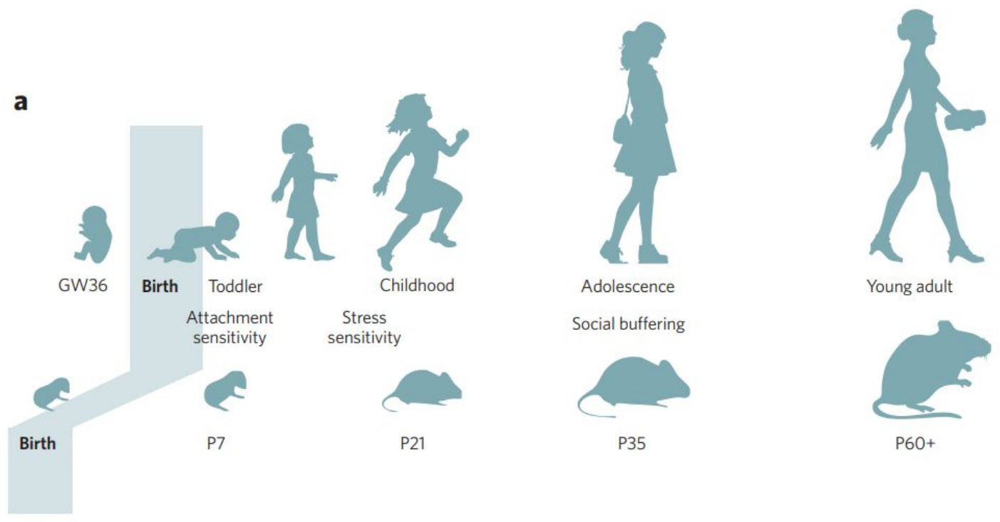 a
GW36
Birth
Toddler
Childhood
Adolescence
Young adult
Attachment
sensitivity
Stress
sensitivity
Social buffering
Birth
P7
P21
P35
P60+